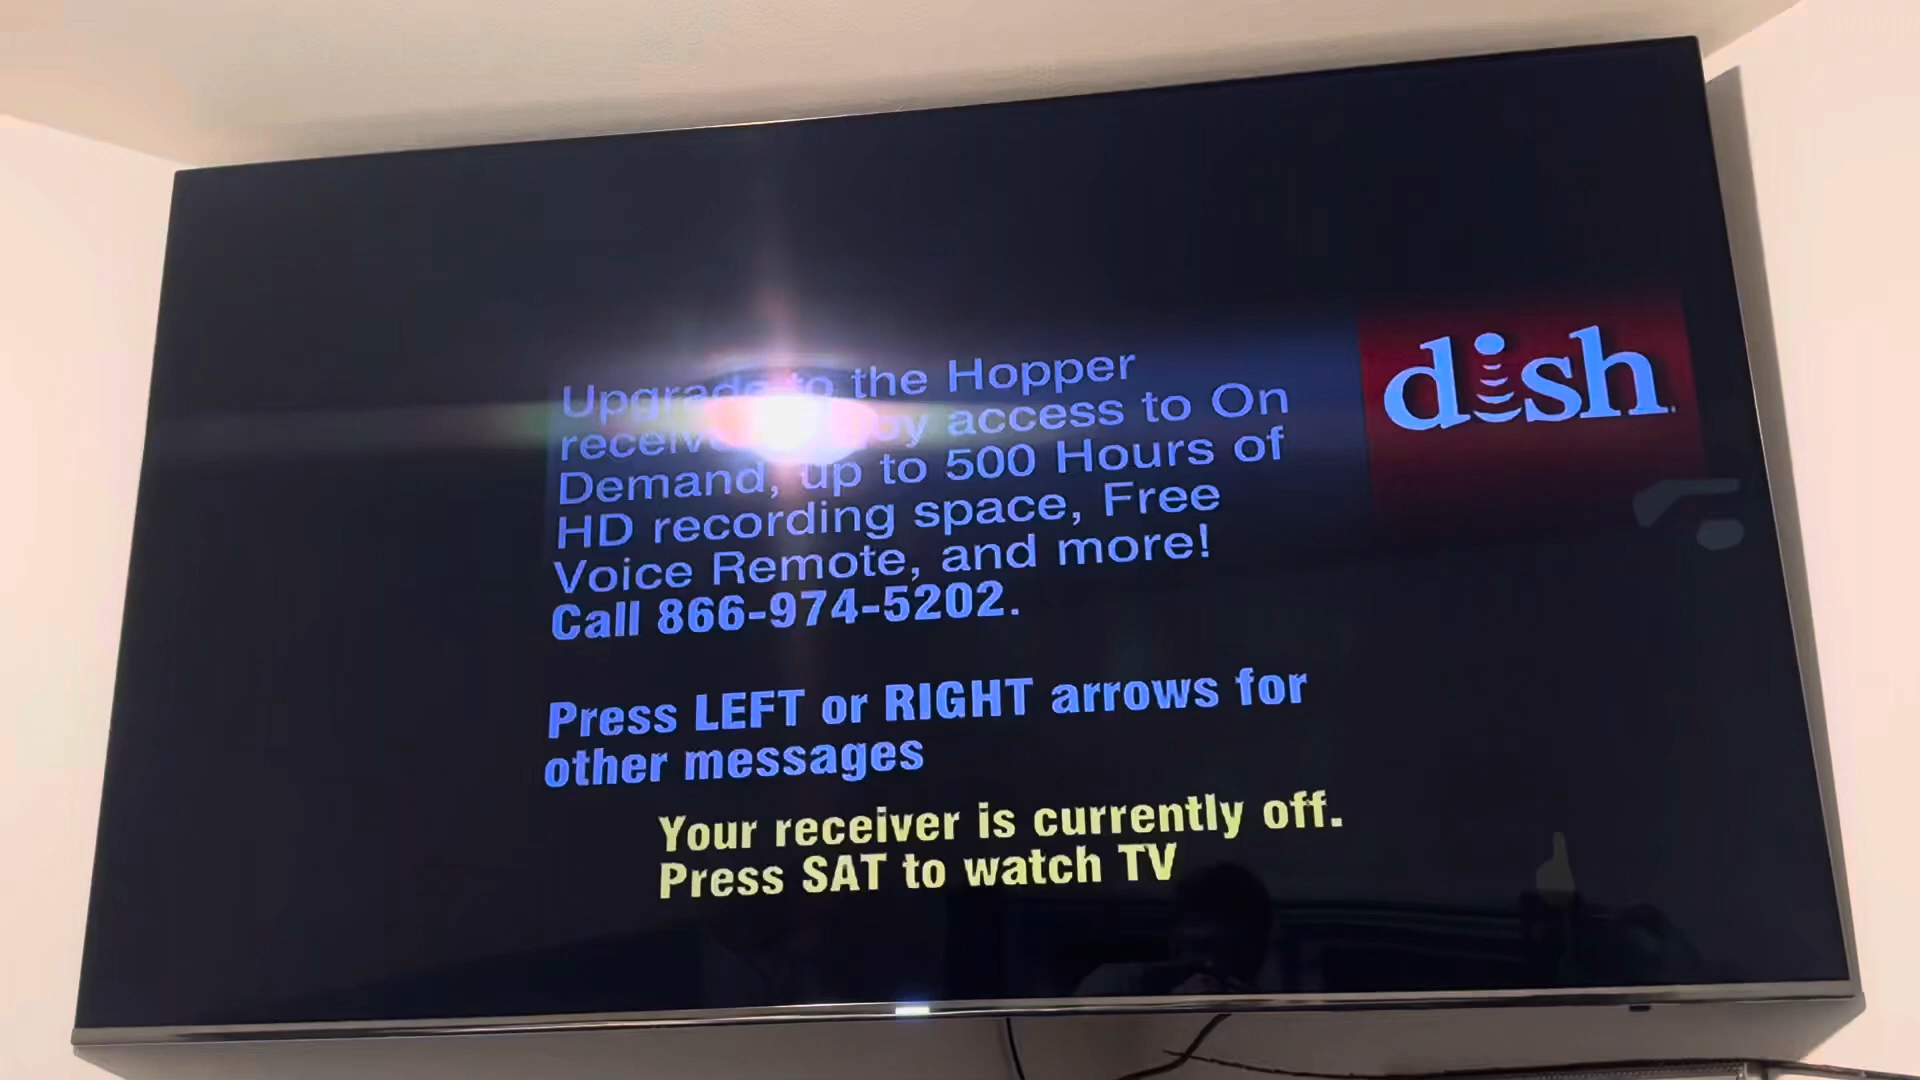 Upgrade to the Hopper
dish
access to On
Demand, up to 500 Hours of
HD recording space, Free
Voice Remote, and more!
Call 866-974-5202.
Press LEFT or RIGHT arrows for
other messages
Your receiver is currently off.
Press SAT to watch TV